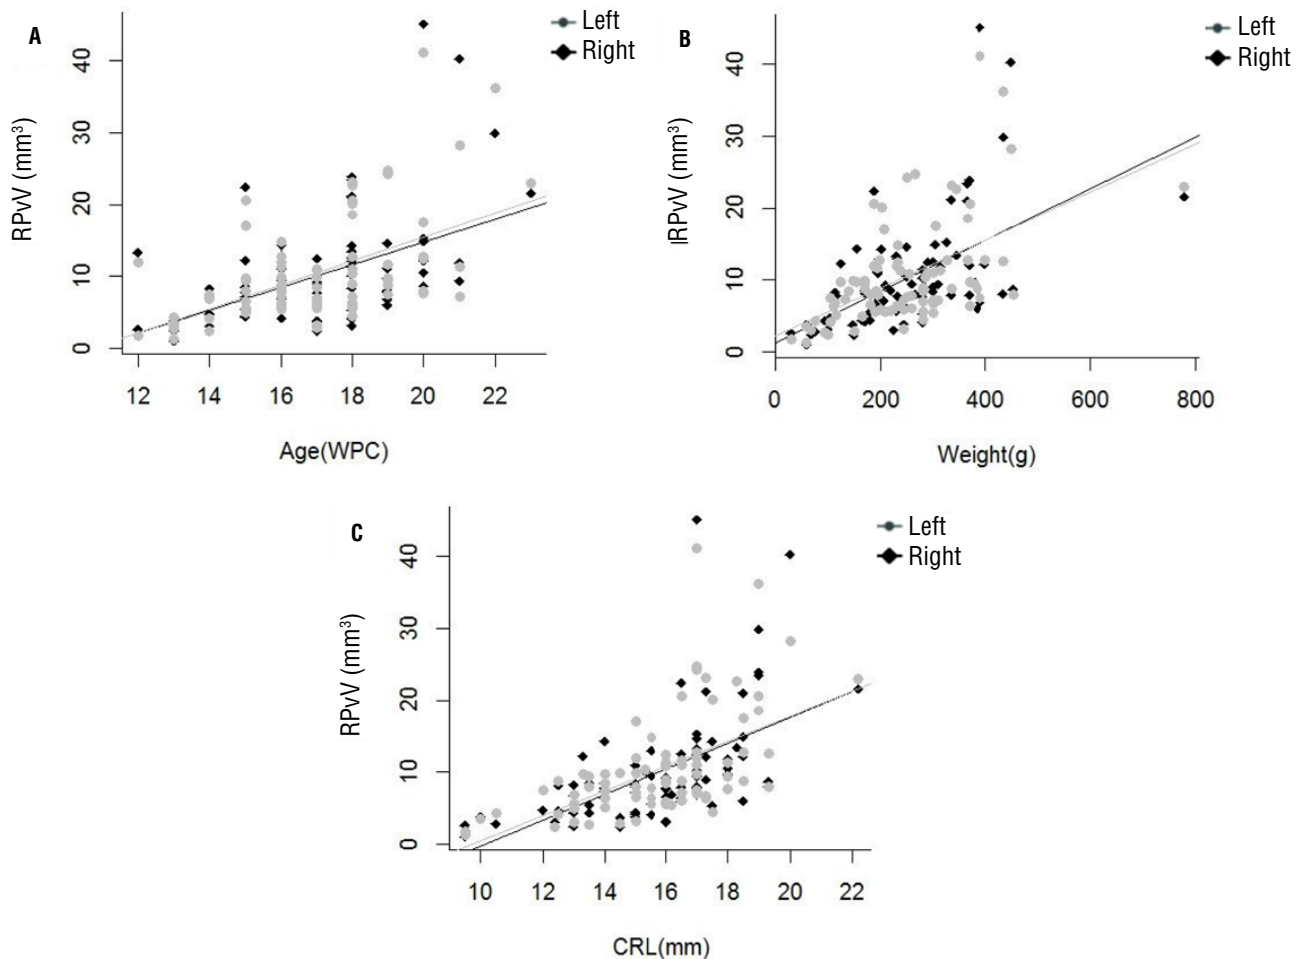 A
Left
Right
RPvV (mm³)
40
30
20
10
0
12 14 16 18 20 22
Age(WPC)
B
Left
Right
|RPvV (mm³)
40
30
20
10
0
0 200 400 600 800
Weight(g)
C
Left
Right
RPvV (mm³)
40
30
20
10
0
10 12 14 16 18 20 22
CRL(mm)